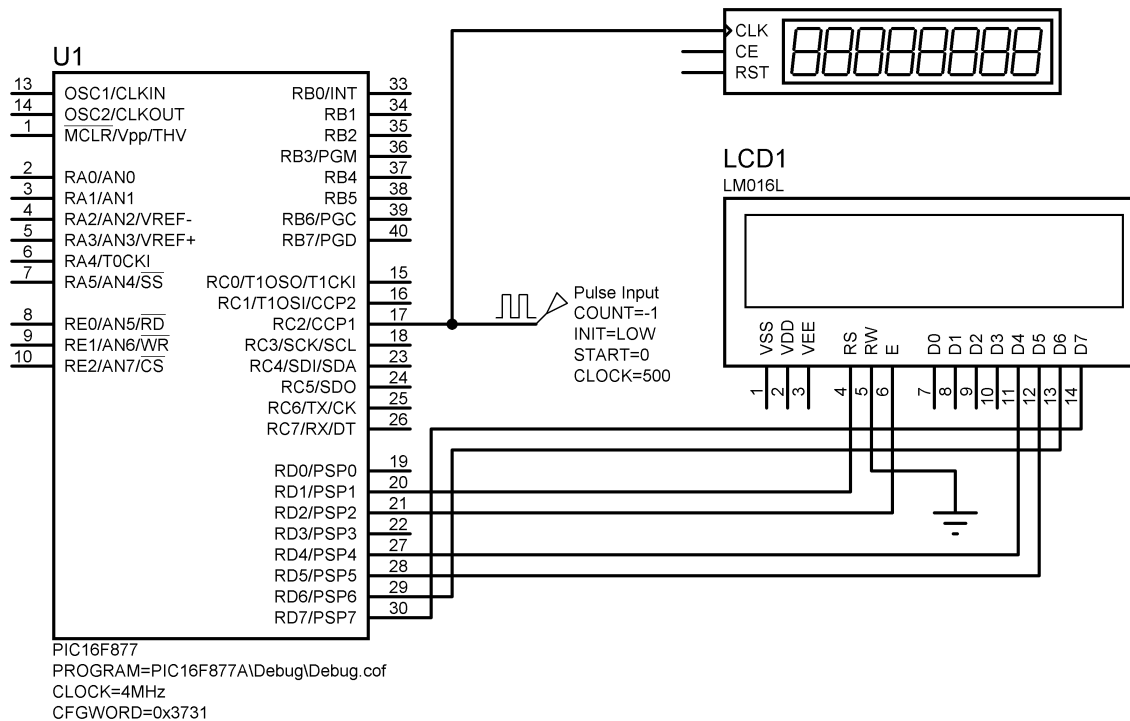 U1
13 OSC1/CLKIN
14 OSC2/CLKOUT
1 MCLR/Vpp/THV
2 RA0/AN0
3 RA1/AN1
4 RA2/AN2/VREF-
5 RA3/AN3/VREF+
6 RA4/T0CKI
7 RA5/AN4/SS
8 RE0/AN5/RD
9 RE1/AN6/WR
10 RE2/AN7/CS
RB0/INT 33
RB1 34
RB2 35
RB3/PGM 36
RB4 37
RB5 38
RB6/PGC 39
RB7/PGD 40
RC0/T1OSO/T1CKI 15
RC1/T1OSI/CCP2 16
RC2/CCP1 17
RC3/SCK/SCL 18
RC4/SDI/SDA 23
RC5/SDO 24
RC6/TX/CK 25
RC7/RX/DT 26
RD0/PSP0 19
RD1/PSP1 20
RD2/PSP2 21
RD3/PSP3 22
RD4/PSP4 27
RD5/PSP5 28
RD6/PSP6 29
RD7/PSP7 30
PIC16F877
PROGRAM=PIC16F877A\Debug\Debug.cof
CLOCK=4MHz
CFGWORD=0x3731
CLK
CE
RST
88888888
Pulse Input
COUNT=-1
INIT=LOW
START=0
CLOCK=500
LCD1
LM016L
VSS VDD VEE RS RW E D0 D1 D2 D3 D4 D5 D6 D7
1 2 3 4 5 6 7 8 9 10 11 12 13 14